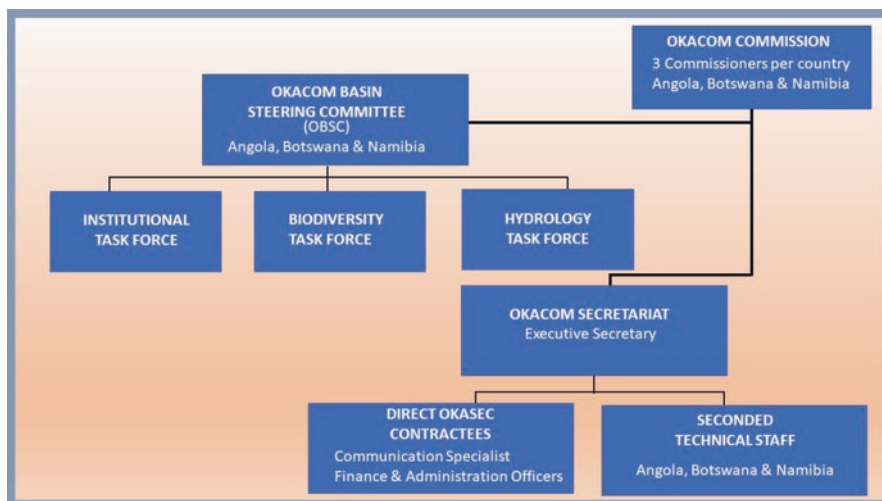 OKACOM COMMISSION
3 Commissioners per country
Angola, Botswana & Namibia
OKACOM BASIN
STEERING COMMITTEE
(OBSC)
Angola, Botswana & Namibia
INSTITUTIONAL
TASK FORCE
BIODIVERSITY
TASK FORCE
HYDROLOGY
TASK FORCE
OKACOM SECRETARIAT
Executive Secretary
DIRECT OKASEC
CONTRACTEES
Communication Specialist
Finance & Administration Officers
SECONDED
TECHNICAL STAFF
Angola, Botswana & Namibia